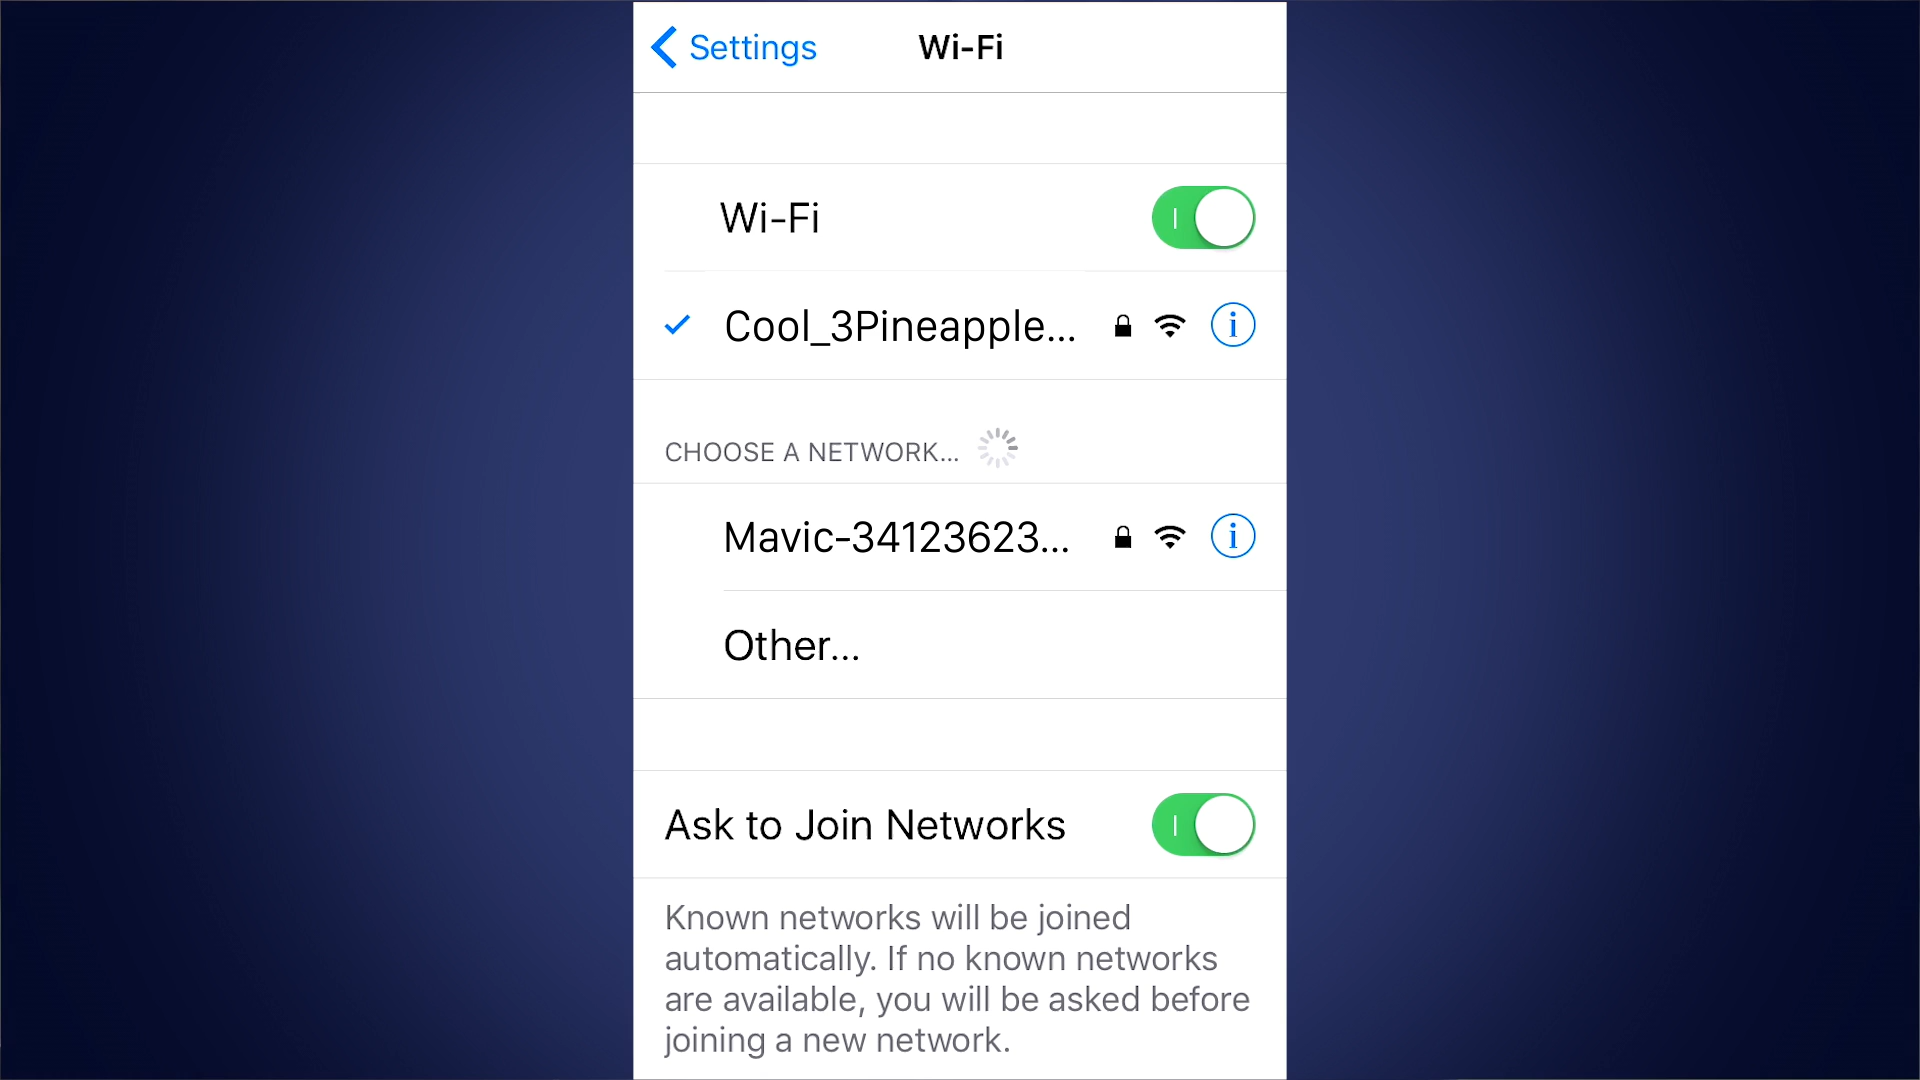 Settings Wi-Fi
Wi-Fi
Cool_3Pineapple...
CHOOSE A NETWORK...
Mavic-34123623...
Other...
Ask to Join Networks
Known networks will be joined
automatically. If no known networks
are available, you will be asked before
joining a new network.